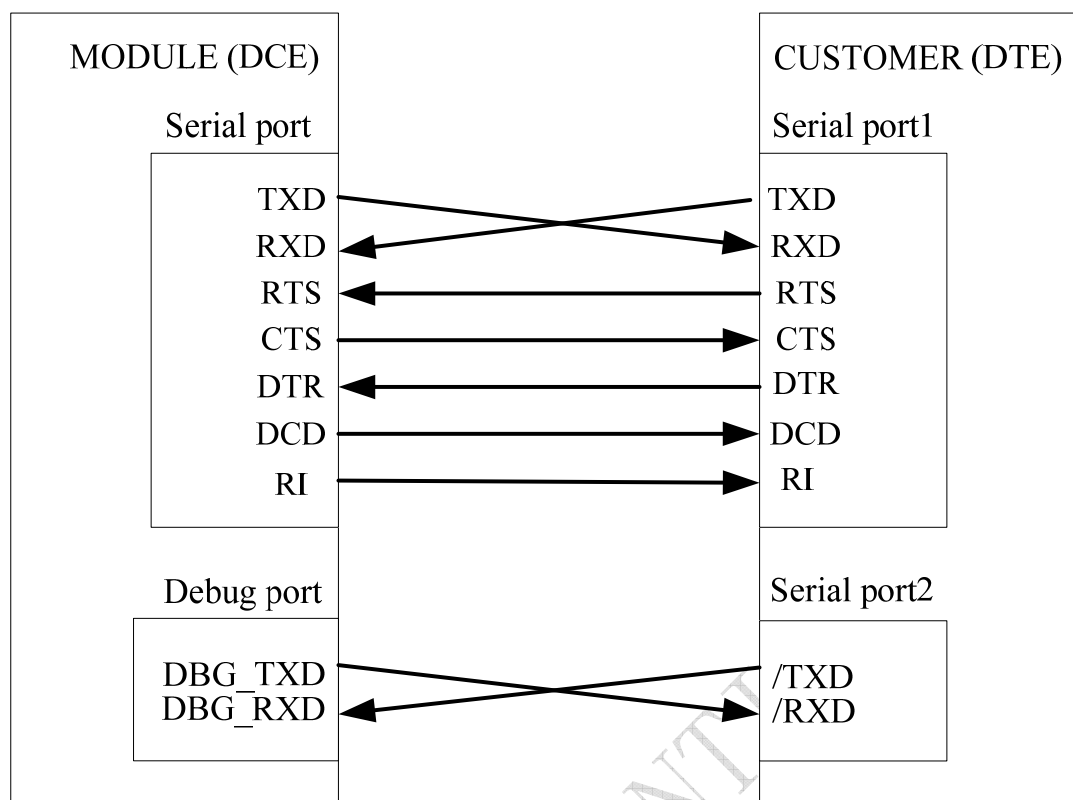 MODULE (DCE)
CUSTOMER (DTE)
Serial port
Serial port1
TXD
TXD
RXD
RXD
RTS
RTS
CTS
CTS
DTR
DTR
DCD
DCD
RI
RI
Debug port
Serial port2
DBG_TXD
/TXD
DBG_RXD
/RXD